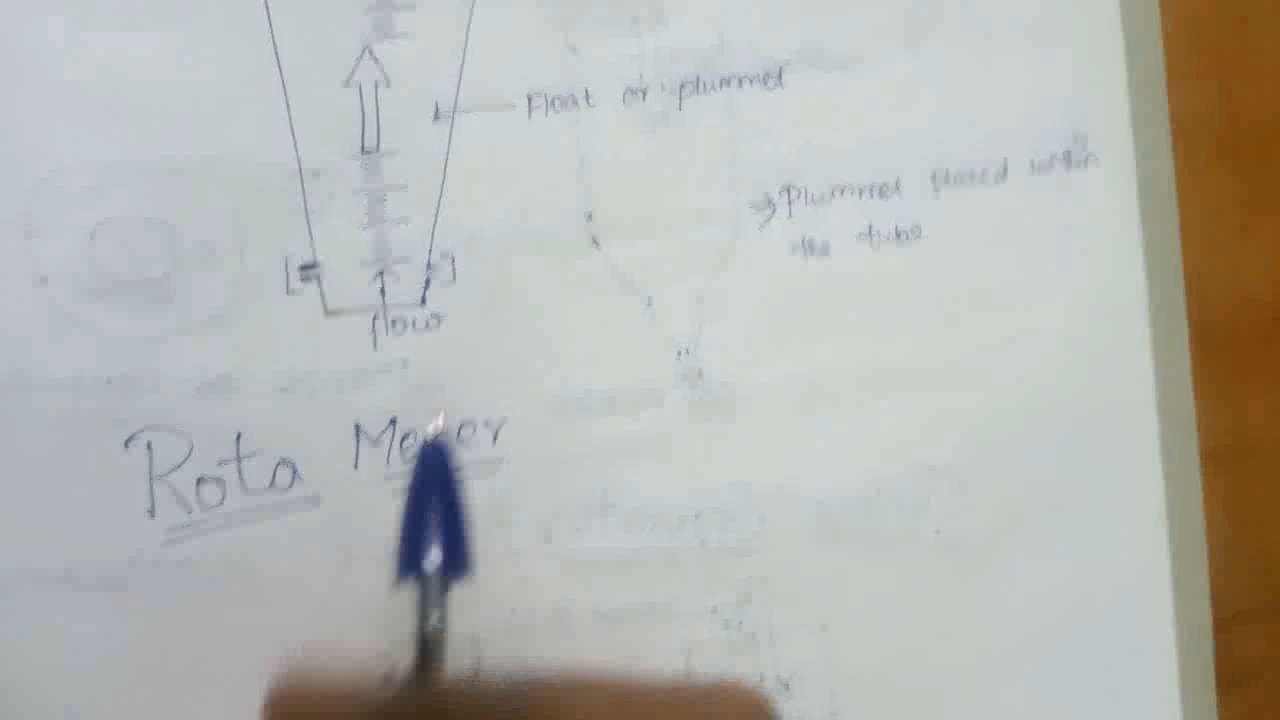 Float or plummet
→ Plummet placed within
the tube
flow
Rota Meter